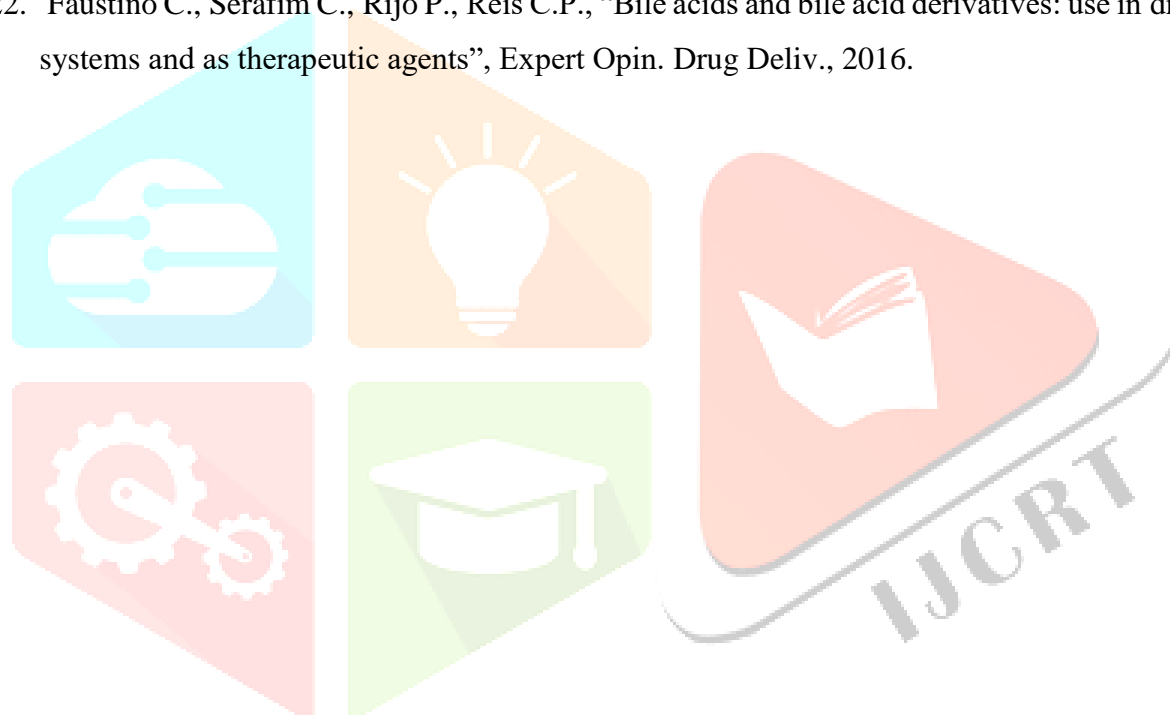 2. Faustino C., Serafim C., Rijo P., Reis C.P., “Bile acids and bile acid derivatives: use in
systems and as therapeutic agents”, Expert Opin. Drug Deliv., 2016.
IJCRT